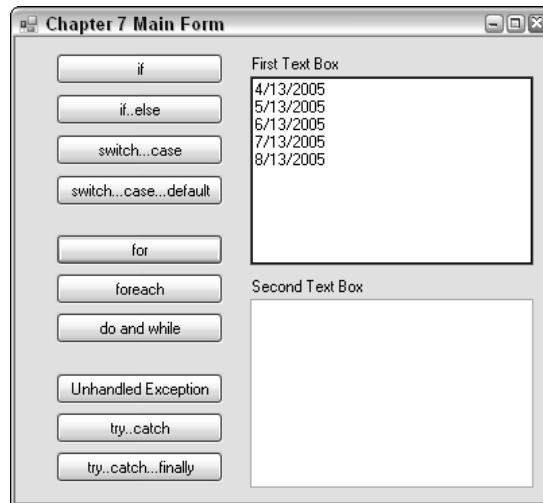 Chapter 7 Main Form
if
if..else
switch...case
switch...case...default
for
foreach
do and while
Unhandled Exception
try..catch
try..catch...finally
First Text Box
4/13/2005
5/13/2005
6/13/2005
7/13/2005
8/13/2005
Second Text Box